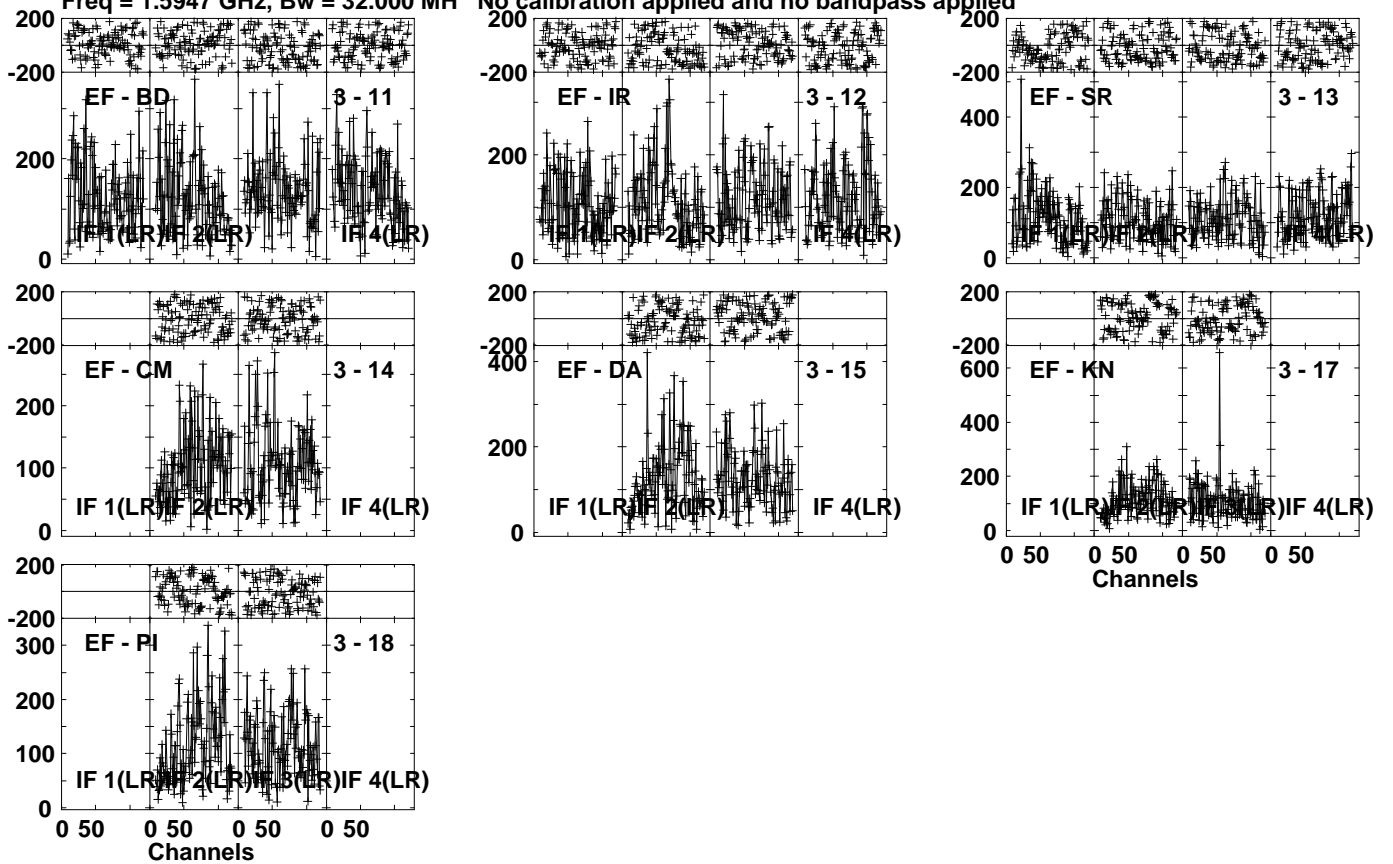 Freq = 1.5947 GHz, Bw = 32.000 MH No calibration applied and no bandpass applied
200 200 200
-200 -200 -200
EF - BD 3 - 11 EF - IR 3 - 12 EF - SR 3 - 13
400
200 200 200
IF 1(LR) IF 2(LR) IF 4(LR) IF 1(LR) IF 2(LR) IF 4(LR) IF 1(LR) IF 2(LR) IF 4(LR)
0 0 0
200 200 200
-200 -200 -200
EF - CM 3 - 14 EF - DA 3 - 15 EF - KN 3 - 17
400 600
200 400
100 200 200
IF 1(LR) IF 2(LR) IF 4(LR) IF 1(LR) IF 2(LR) IF 4(LR) IF 1(LR) IF 2(LR) IF 3(LR) IF 4(LR)
0 0 0
0 50 0 50 0 50 0 50
Channels
200
-200
EF - PI 3 - 18
300
200
100
IF 1(LR) IF 2(LR) IF 3(LR) IF 4(LR)
0
0 50 0 50 0 50 0 50
Channels